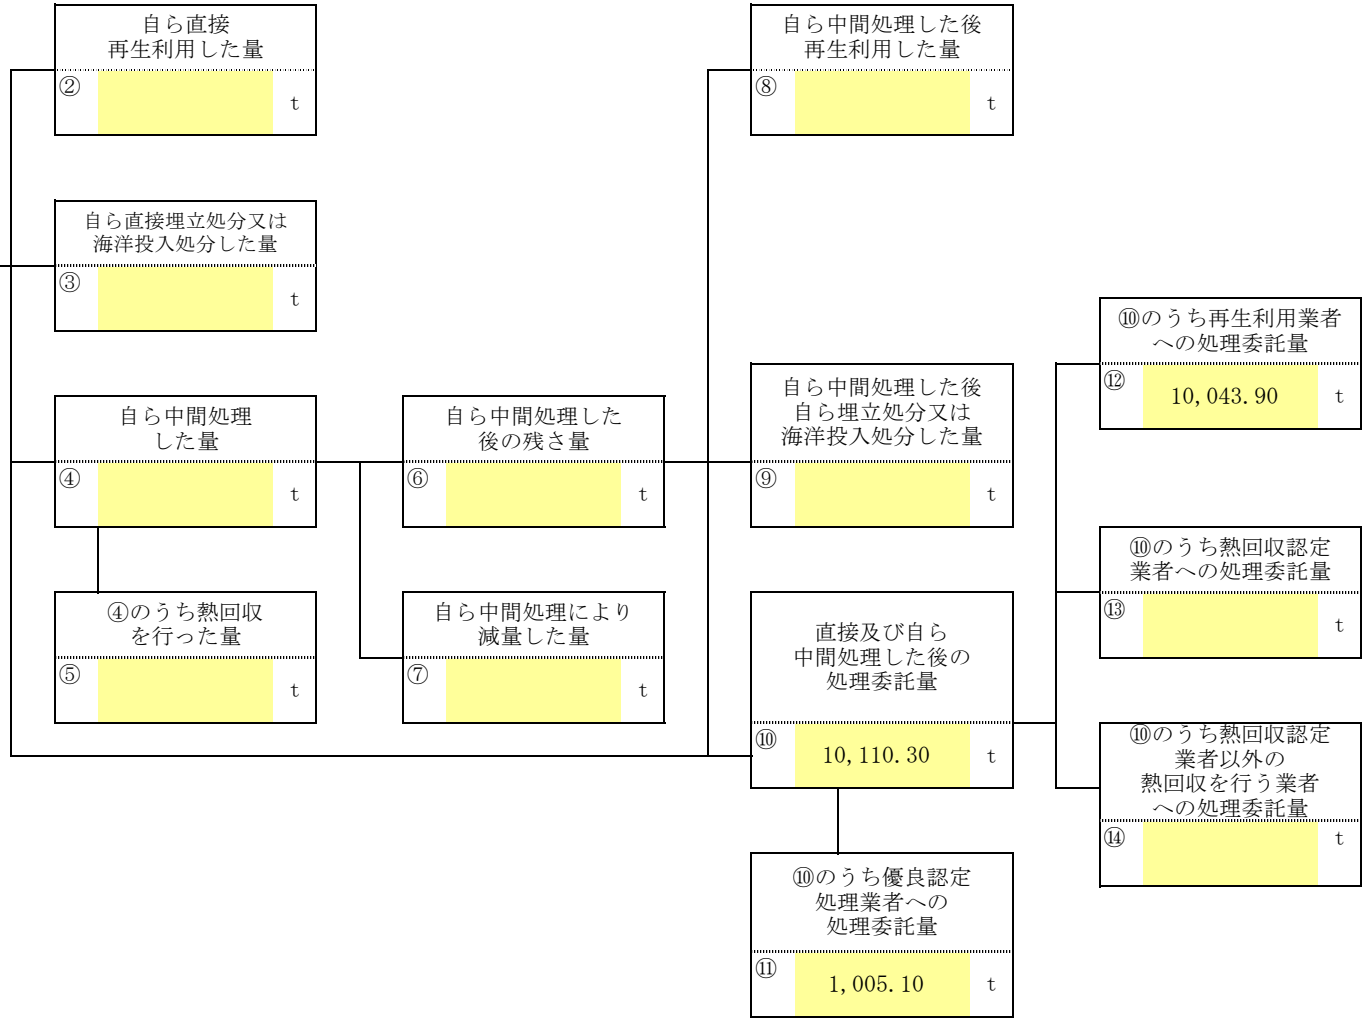 自ら直接
再生利用した量
②
t
自ら中間処理した後
再生利用した量
⑧
t
自ら直接埋立処分又は
海洋投入処分した量
③
t
⑩のうち再生利用業者
への処理委託量
⑫
10,043.90
t
自ら中間処理
した量
④
t
自ら中間処理した
後の残さ量
⑥
t
自ら中間処理した後
自ら埋立処分又は
海洋投入処分した量
⑨
t
⑩のうち熱回収認定
業者への処理委託量
⑬
t
④のうち熱回収
を行った量
⑤
t
自ら中間処理により
減量した量
⑦
t
直接及び自ら
中間処理した後の
処理委託量
⑩
10,110.30
t
⑩のうち熱回収認定
業者以外の
熱回収を行う業者
への処理委託量
⑭
t
⑩のうち優良認定
処理業者への
処理委託量
⑪
1,005.10
t